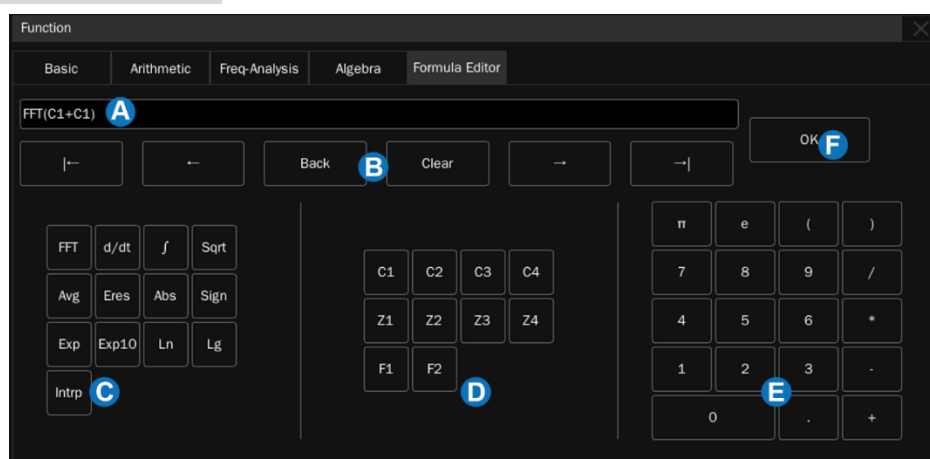 Function
Basic Arithmetic Freq-Analysis Algebra Formula Editor
FFT(C1+C1) A
OK F
|← ← Back B Clear → →|
FFT d/dt ∫ Sqrt
Avg Eres Abs Sign
Exp Exp10 Ln Lg
Intrp C
C1 C2 C3 C4
Z1 Z2 Z3 Z4
F1 F2
D
π e ( )
7 8 9 /
4 5 6 *
1 2 3 -
E
0 . +